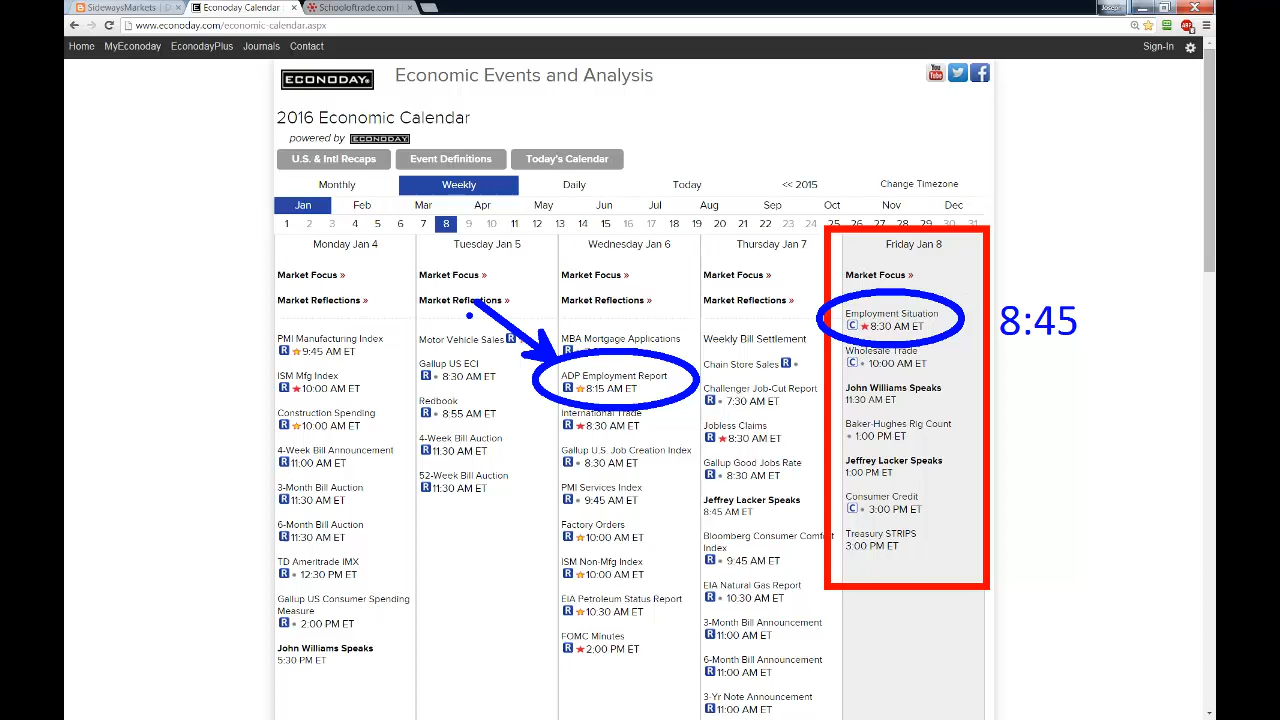 SidewaysMarkets | D
Econoday Calendar
Schooloftrade.com |
Joseph
www.econoday.com/economic-calendar.aspx
Home MyEconoday EconodayPlus Journals Contact Sign-In
ECONODAY® Economic Events and Analysis
You Tube
2016 Economic Calendar
powered by ECONODAY
U.S. & Intl Recaps Event Definitions Today's Calendar
Monthly Weekly Daily Today << 2015 Change Timezone
Jan Feb Mar Apr May Jun Jul Aug Sep Oct Nov Dec
1 2 3 4 5 6 7 8 9 10 11 12 13 14 15 16 17 18 19 20 21 22 23 24 25 26 27 28 29 30 31
Monday Jan 4
Market Focus »
Market Reflections »
PMI Manufacturing Index
R 9:45 AM ET
ISM Mfg Index
R 10:00 AM ET
Construction Spending
R 10:00 AM ET
4-Week Bill Announcement
R 11:00 AM ET
3-Month Bill Auction
R 11:30 AM ET
6-Month Bill Auction
R 11:30 AM ET
TD Ameritrade IMX
R 12:30 PM ET
Gallup US Consumer Spending
Measure
R 2:00 PM ET
John Williams Speaks
5:30 PM ET
Tuesday Jan 5
Market Focus »
Market Reflections »
Motor Vehicle Sales R
Gallup US ECI
R 8:30 AM ET
Redbook
R 8:55 AM ET
4-Week Bill Auction
R 11:30 AM ET
52-Week Bill Auction
R 11:30 AM ET
Wednesday Jan 6
Market Focus »
Market Reflections »
MBA Mortgage Applications
R
ADP Employment Report
R 8:15 AM ET
International Trade
R 8:30 AM ET
Gallup U.S. Job Creation Index
R 8:30 AM ET
PMI Services Index
R 9:45 AM ET
Factory Orders
R 10:00 AM ET
ISM Non-Mfg Index
R 10:00 AM ET
EIA Petroleum Status Report
R 10:30 AM ET
FOMC Minutes
R 2:00 PM ET
Thursday Jan 7
Market Focus »
Market Reflections »
Weekly Bill Settlement
Chain Store Sales R
Challenger Job-Cut Report
R 7:30 AM ET
Jobless Claims
R 8:30 AM ET
Gallup Good Jobs Rate
R 8:30 AM ET
Jeffrey Lacker Speaks
8:45 AM ET
Bloomberg Consumer Comfort
Index
R 9:45 AM ET
EIA Natural Gas Report
R 10:30 AM ET
3-Month Bill Announcement
R 11:00 AM ET
6-Month Bill Announcement
R 11:00 AM ET
3-Yr Note Announcement
R 11:00 AM ET
Friday Jan 8
Market Focus »
Employment Situation
C 8:30 AM ET
Wholesale Trade
C 10:00 AM ET
John Williams Speaks
11:30 AM ET
Baker-Hughes Rig Count
1:00 PM ET
Jeffrey Lacker Speaks
1:00 PM ET
Consumer Credit
C 3:00 PM ET
Treasury STRIPS
3:00 PM ET
8:45